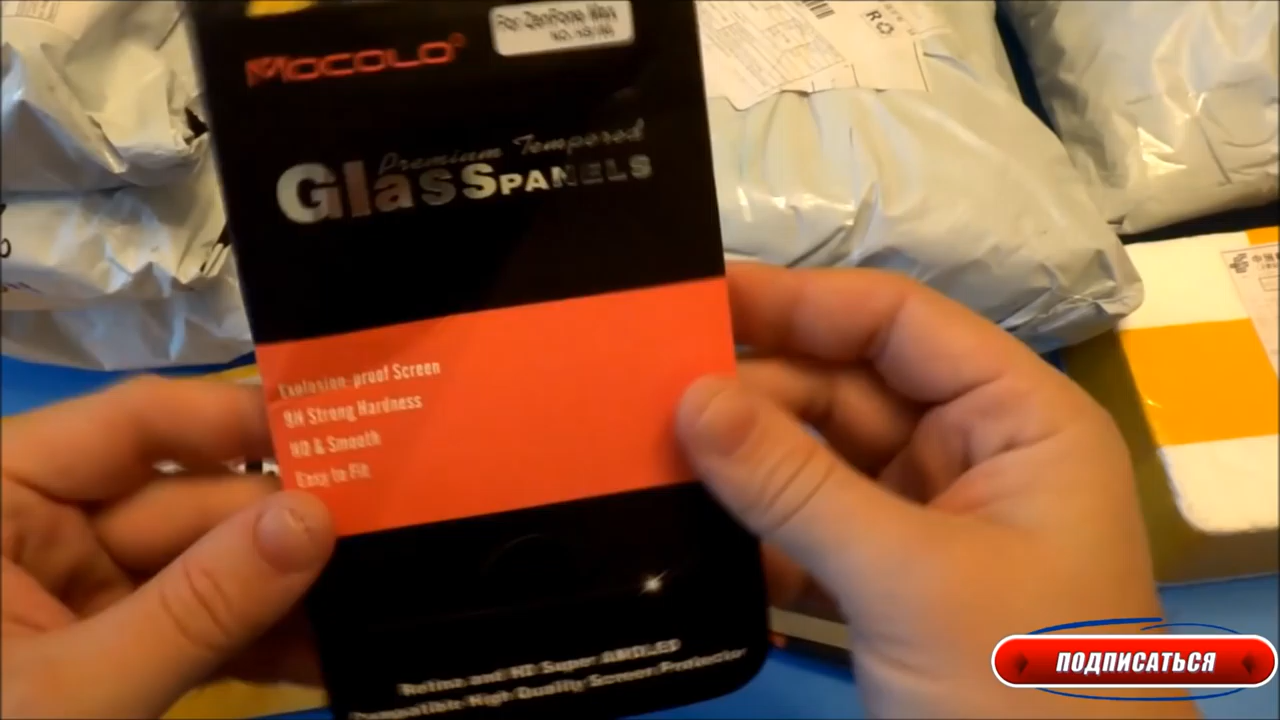 MOCOLO®
For ZenFone Max
Premium Tempered
GlassPANELS
Explosion-proof Screen
9H Strong Hardness
HD & Smooth
Easy to Fit
Retina and HD Super AMOLED
Compatible High Quality Screen Protector
R
ПОДПИСАТЬСЯ